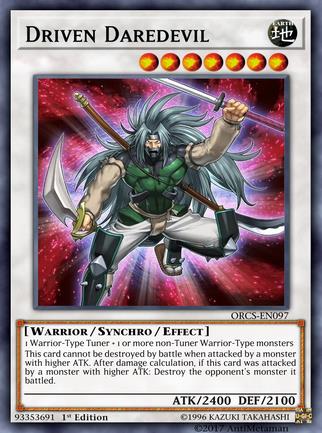 DRIVEN DAREDEVIL
EARTH
地
ORCS-EN097
[WARRIOR/SYNCHRO/EFFECT]
1 Warrior-Type Tuner + 1 or more non-Tuner Warrior-Type monsters
This card cannot be destroyed by battle when attacked by a monster
with higher ATK. After damage calculation, if this card was attacked
by a monster with higher ATK: Destroy the opponent's monster it
battled.
ATK/2400 DEF/2100
93353691 1st Edition ©1996 KAZUKI TAKAHASHI
©2017 AntiMetaman